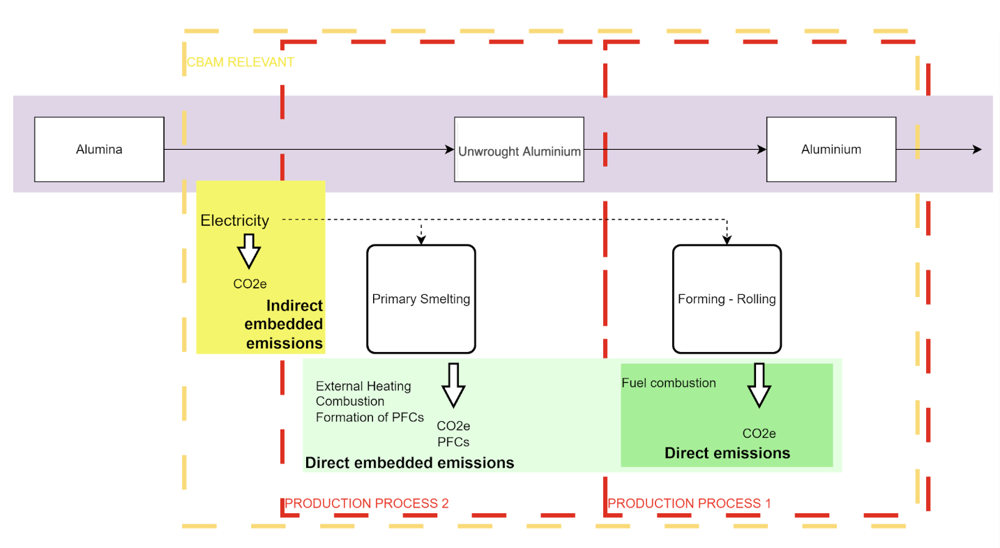 CBAM RELEVANT
Alumina
Unwrought Aluminium
Aluminium
Electricity
CO2e
Indirect
embedded
emissions
Primary Smelting
Forming - Rolling
External Heating
Combustion
Formation of PFCs
CO2e
PFCs
Direct embedded emissions
Fuel combustion
CO2e
Direct emissions
PRODUCTION PROCESS 2
PRODUCTION PROCESS 1